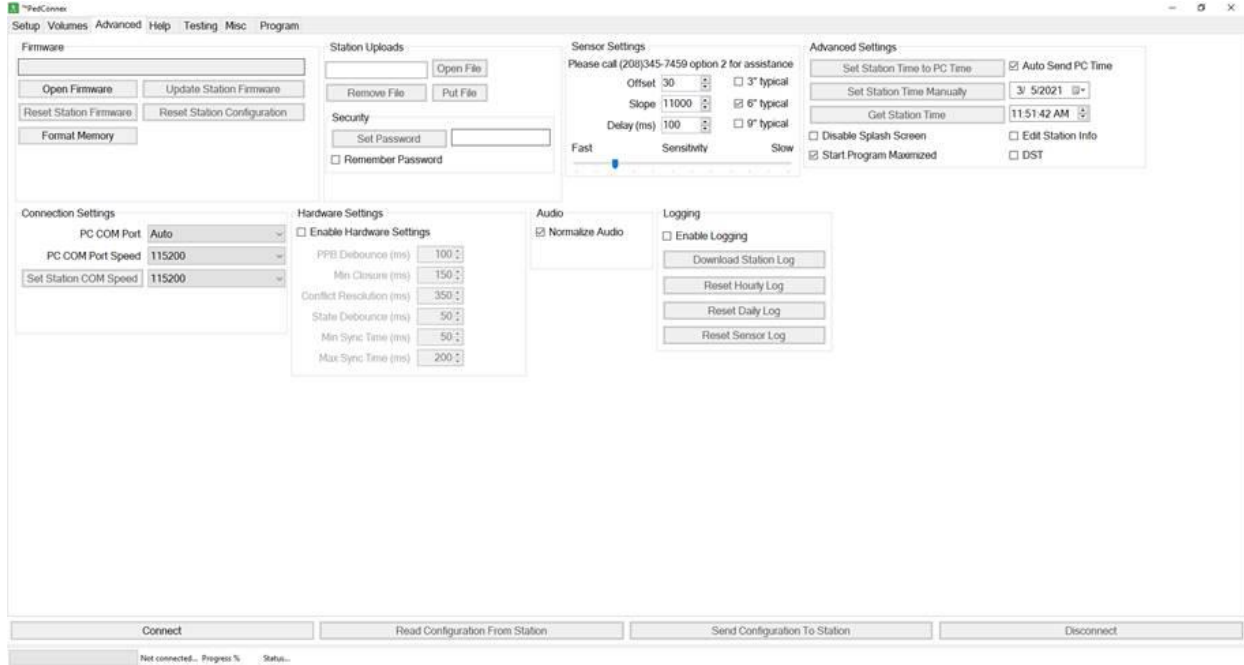 ™PedConnex
Setup Volumes Advanced Help Testing Misc Program
Firmware
Open Firmware Update Station Firmware
Reset Station Firmware Reset Station Configuration
Format Memory
Station Uploads
Open File
Remove File Put File
Security
Set Password
Remember Password
Sensor Settings
Please call (208)345-7459 option 2 for assistance
Offset 30 3" typical
Slope 11000 6" typical
Delay (ms) 100 9" typical
Fast Sensitivity Slow
Advanced Settings
Set Station Time to PC Time Auto Send PC Time
Set Station Time Manually 3/ 5/2021
Get Station Time 11:51:42 AM
Disable Splash Screen Edit Station Info
Start Program Maximized DST
Connection Settings
PC COM Port Auto
PC COM Port Speed 115200
Set Station COM Speed 115200
Hardware Settings
Enable Hardware Settings
PPB Debounce (ms) 100
Min Closure (ms) 150
Conflict Resolution (ms) 350
State Debounce (ms) 50
Min Sync Time (ms) 50
Max Sync Time (ms) 200
Audio
Normalize Audio
Logging
Enable Logging
Download Station Log
Reset Hourly Log
Reset Daily Log
Reset Sensor Log
Connect Read Configuration From Station Send Configuration To Station Disconnect
Not connected... Progress % Status...